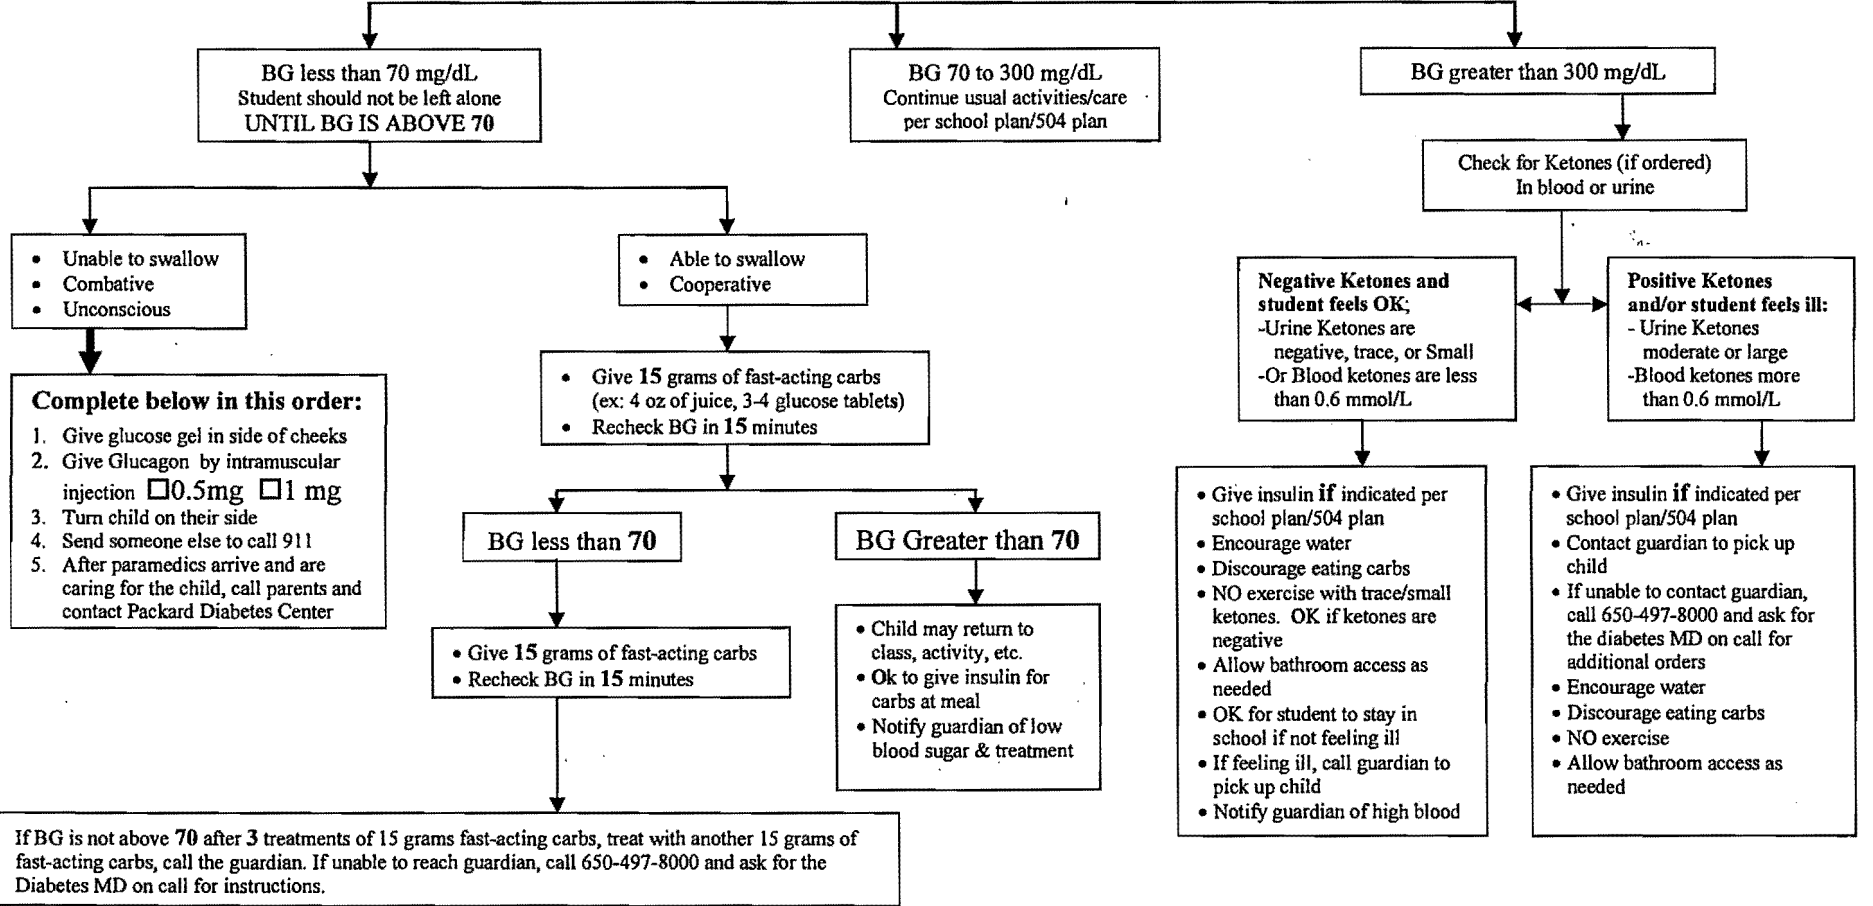 BG less than 70 mg/dL
Student should not be left alone
UNTIL BG IS ABOVE 70
BG 70 to 300 mg/dL
Continue usual activities/care
per school plan/504 plan
BG greater than 300 mg/dL
Check for Ketones (if ordered)
In blood or urine
• Unable to swallow
• Combative
• Unconscious
• Able to swallow
• Cooperative
Negative Ketones and
student feels OK;
-Urine Ketones are
negative, trace, or Small
-Or Blood ketones are less
than 0.6 mmol/L
Positive Ketones
and/or student feels ill:
- Urine Ketones
moderate or large
-Blood ketones more
than 0.6 mmol/L
Complete below in this order:
1. Give glucose gel in side of cheeks
2. Give Glucagon by intramuscular
injection ☐0.5mg ☐1 mg
3. Turn child on their side
4. Send someone else to call 911
5. After paramedics arrive and are
caring for the child, call parents and
contact Packard Diabetes Center
• Give 15 grams of fast-acting carbs
(ex: 4 oz of juice, 3-4 glucose tablets)
• Recheck BG in 15 minutes
BG less than 70
BG Greater than 70
• Give 15 grams of fast-acting carbs
• Recheck BG in 15 minutes
• Child may return to
class, activity, etc.
• Ok to give insulin for
carbs at meal
• Notify guardian of low
blood sugar & treatment
• Give insulin if indicated per
school plan/504 plan
• Encourage water
• Discourage eating carbs
• NO exercise with trace/small
ketones. OK if ketones are
negative
• Allow bathroom access as
needed
• OK for student to stay in
school if not feeling ill
• If feeling ill, call guardian to
pick up child
• Notify guardian of high blood
• Give insulin if indicated per
school plan/504 plan
• Contact guardian to pick up
child
• If unable to contact guardian,
call 650-497-8000 and ask for
the diabetes MD on call for
additional orders
• Encourage water
• Discourage eating carbs
• NO exercise
• Allow bathroom access as
needed
If BG is not above 70 after 3 treatments of 15 grams fast-acting carbs, treat with another 15 grams of
fast-acting carbs, call the guardian. If unable to reach guardian, call 650-497-8000 and ask for the
Diabetes MD on call for instructions.